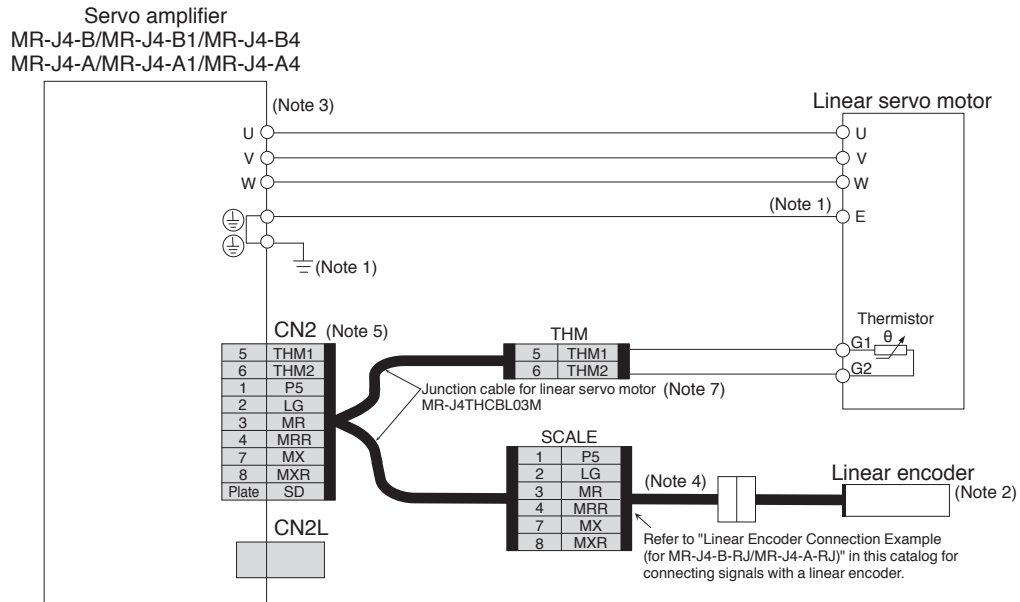 Servo amplifier
MR-J4-B/MR-J4-B1/MR-J4-B4
MR-J4-A/MR-J4-A1/MR-J4-A4
(Note 3)
Linear servo motor
U
U
V
V
W
W
(Note 1)
E
(Note 1)
CN2 (Note 5)
5 THM1
6 THM2
1 P5
2 LG
3 MR
4 MRR
7 MX
8 MXR
Plate SD
CN2L
THM
5 THM1
6 THM2
Thermistor
θ
G1
G2
Junction cable for linear servo motor (Note 7)
MR-J4THCBL03M
SCALE
1 P5
2 LG
3 MR
4 MRR
7 MX
8 MXR
(Note 4)
Linear encoder
(Note 2)
Refer to "Linear Encoder Connection Example
(for MR-J4-B-RJ/MR-J4-A-RJ)" in this catalog for
connecting signals with a linear encoder.